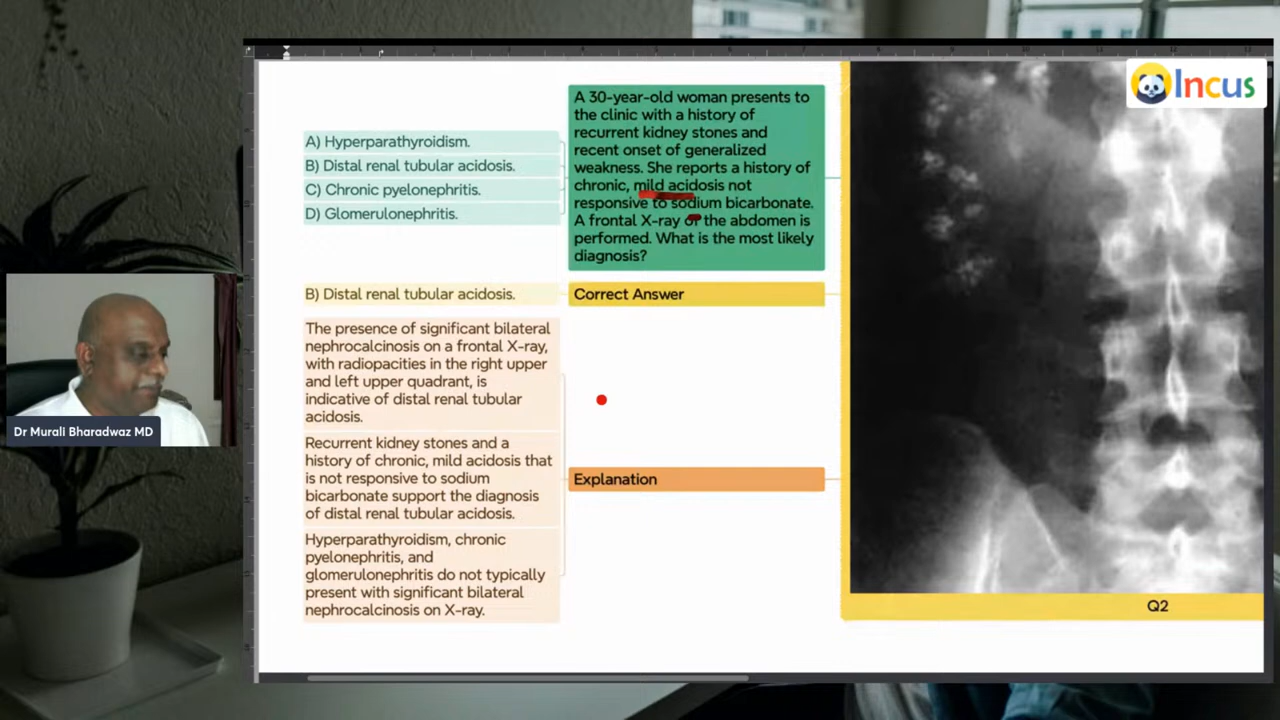 Incus
A 30-year-old woman presents to
the clinic with a history of
recurrent kidney stones and
recent onset of generalized
weakness. She reports a history of
chronic, mild acidosis not
responsive to sodium bicarbonate.
A frontal X-ray of the abdomen is
performed. What is the most likely
diagnosis?
A) Hyperparathyroidism.
B) Distal renal tubular acidosis.
C) Chronic pyelonephritis.
D) Glomerulonephritis.
Correct Answer
B) Distal renal tubular acidosis.
Explanation
The presence of significant bilateral
nephrocalcinosis on a frontal X-ray,
with radiopacities in the right upper
and left upper quadrant, is
indicative of distal renal tubular
acidosis.
Recurrent kidney stones and a
history of chronic, mild acidosis that
is not responsive to sodium
bicarbonate support the diagnosis
of distal renal tubular acidosis.
Hyperparathyroidism, chronic
pyelonephritis, and
glomerulonephritis do not typically
present with significant bilateral
nephrocalcinosis on X-ray.
Q2
Dr Murali Bharadwaz MD